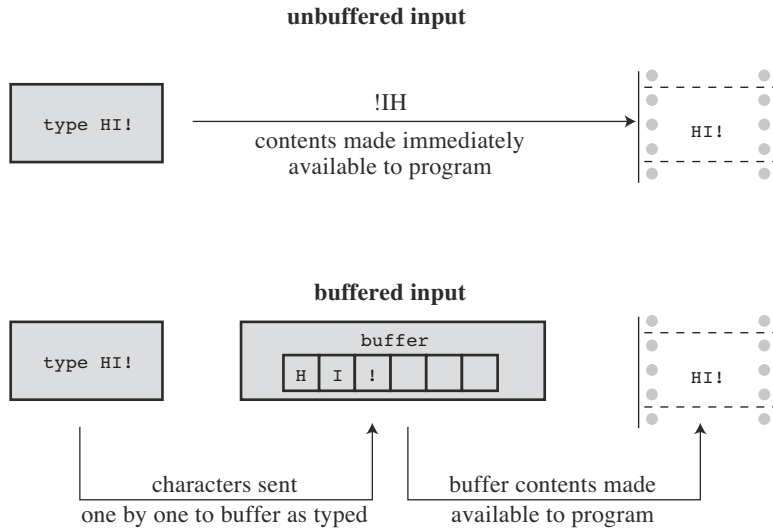 unbuffered input
type HI!
!IH
contents made immediately
available to program
HI!
buffered input
type HI!
buffer
H I !
HI!
characters sent
one by one to buffer as typed
buffer contents made
available to program